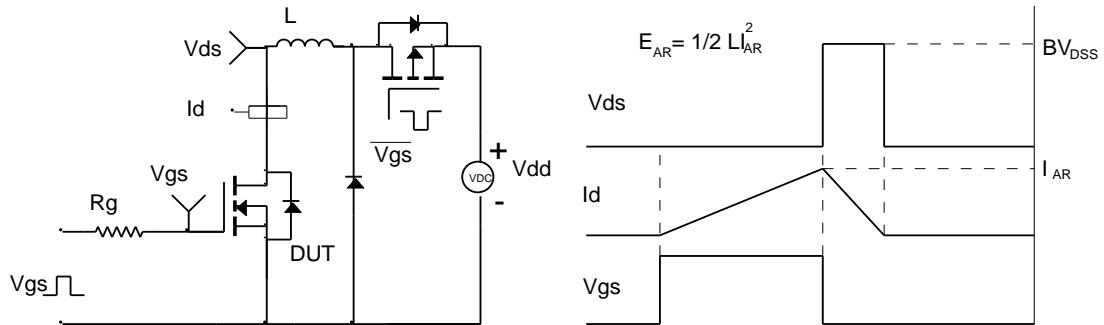 L
Vds
Id
Vgs
Vgs
Rg
DUT
Vgs
VDC
+
Vdd
-
E_AR= 1/2 LI_AR^2
BV_DSS
Vds
I_AR
Id
Vgs